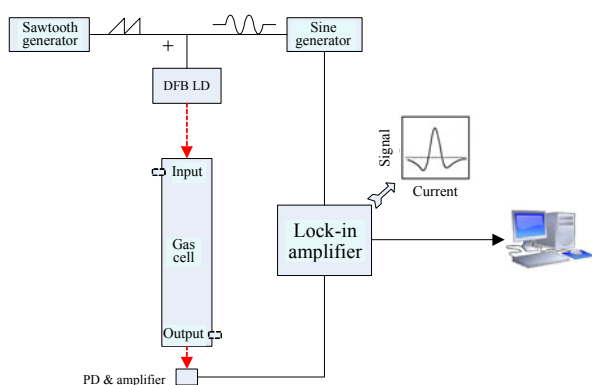 Sawtooth
generator
+
Sine
generator
DFB LD
Signal
Current
Input
Gas
cell
Output
Lock-in
amplifier
PD & amplifier